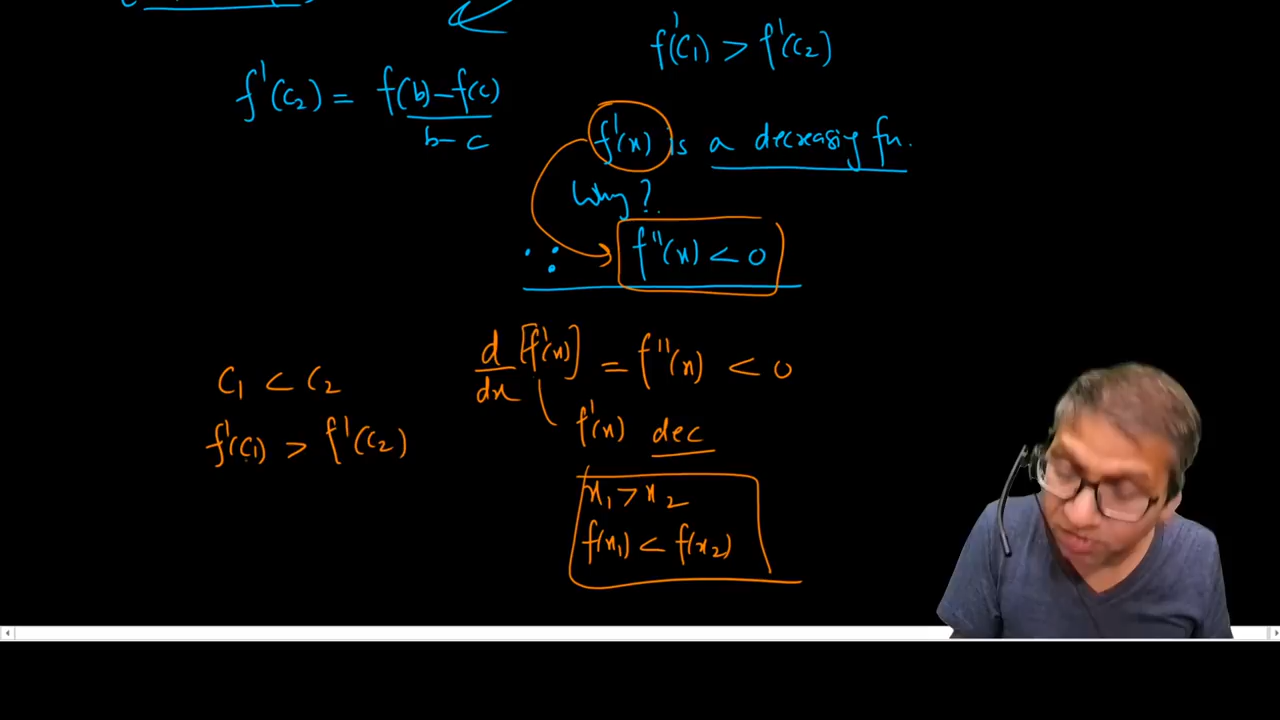 f'(c₁) > f'(c₂)
f'(c₂) = f(b)−f(c)
b−c
f'(x) is a decreasing fn.
Why?
∵ f''(x) < 0
d/dx [f'(x)] = f''(x) < 0
c₁ < c₂
f'(x) dec
f'(c₁) > f'(c₂)
x₁ > x₂
f(x₁) < f(x₂)